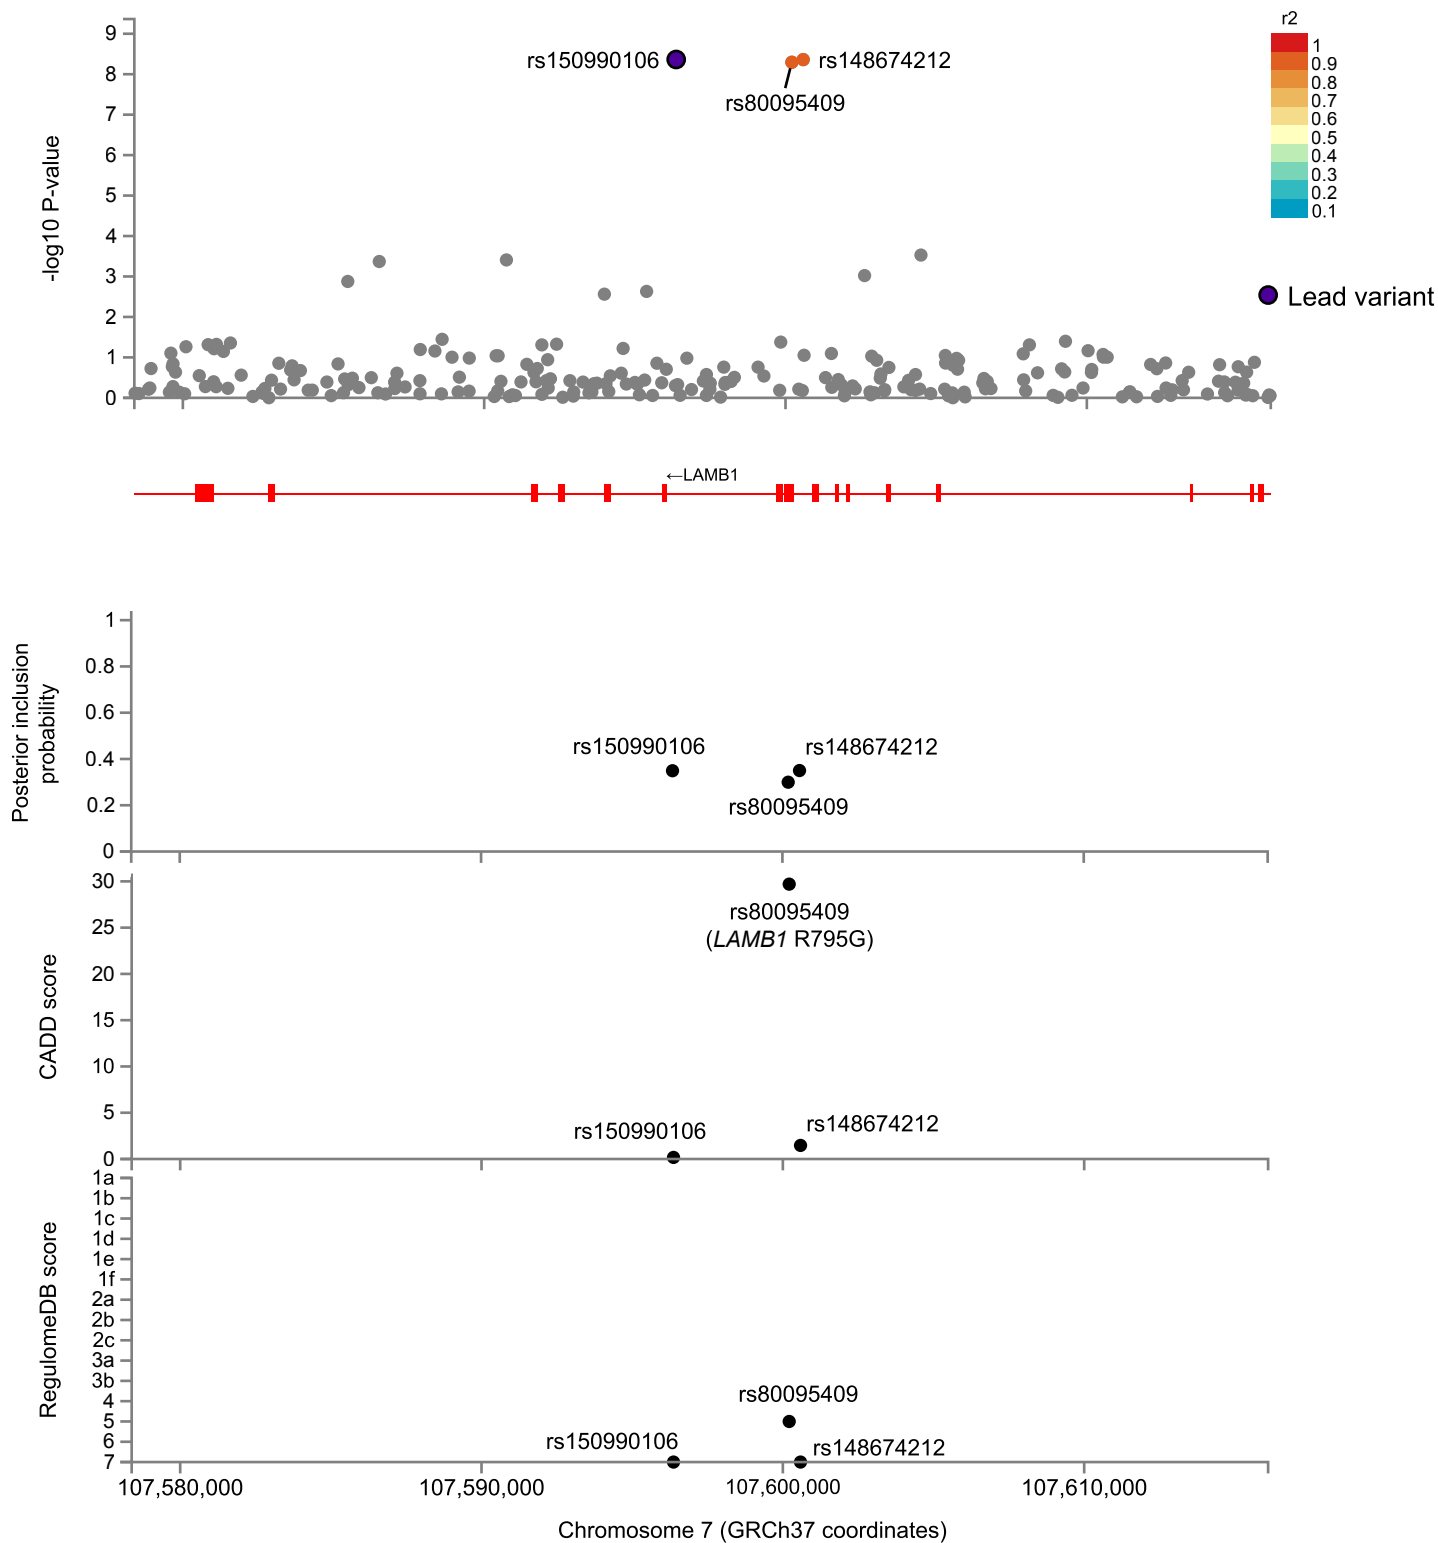 r2
9
8
7
6
5
4
3
2
1
0
-log10 P-value
rs150990106
rs148674212
rs80095409
1
0.9
0.8
0.7
0.6
0.5
0.4
0.3
0.2
0.1
Lead variant
←LAMB1
Posterior inclusion
probability
1
0.8
0.6
0.4
0.2
0
rs150990106
rs148674212
rs80095409
CADD score
30
25
20
15
10
5
0
rs80095409
(LAMB1 R795G)
rs150990106
rs148674212
RegulomeDB score
1a
1b
1c
1d
1e
1f
2a
2b
2c
3a
3b
4
5
6
7
rs80095409
rs150990106
rs148674212
107,580,000
107,590,000
107,600,000
107,610,000
Chromosome 7 (GRCh37 coordinates)